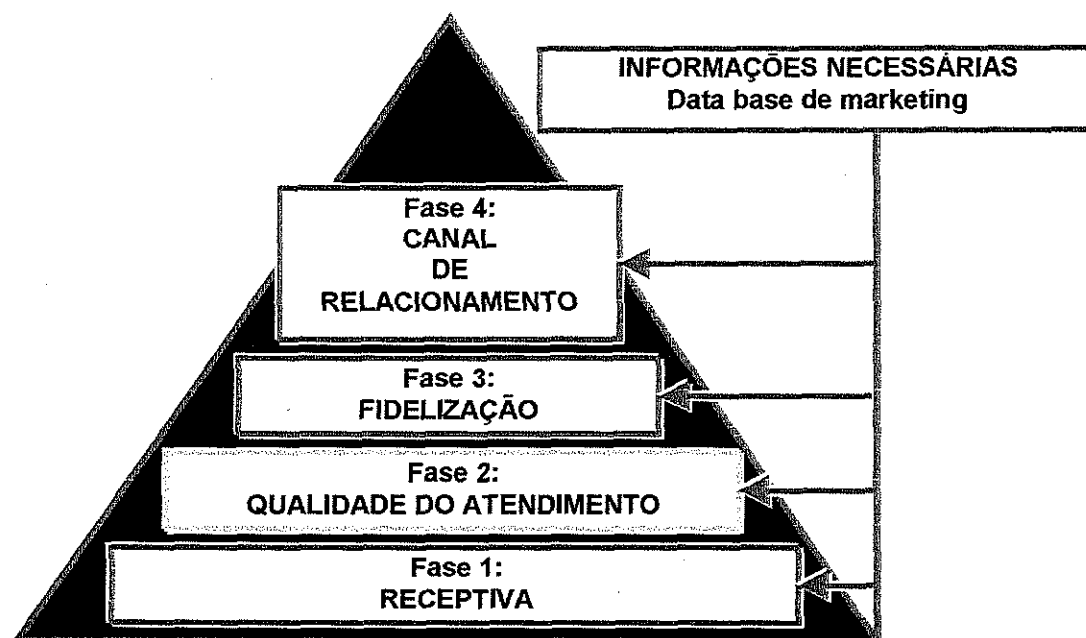 INFORMAÇÕES NECESSÁRIAS
Data base de marketing
Fase 4:
CANAL
DE
RELACIONAMENTO
Fase 3:
FIDELIZAÇÃO
Fase 2:
QUALIDADE DO ATENDIMENTO
Fase 1:
RECEPTIVA